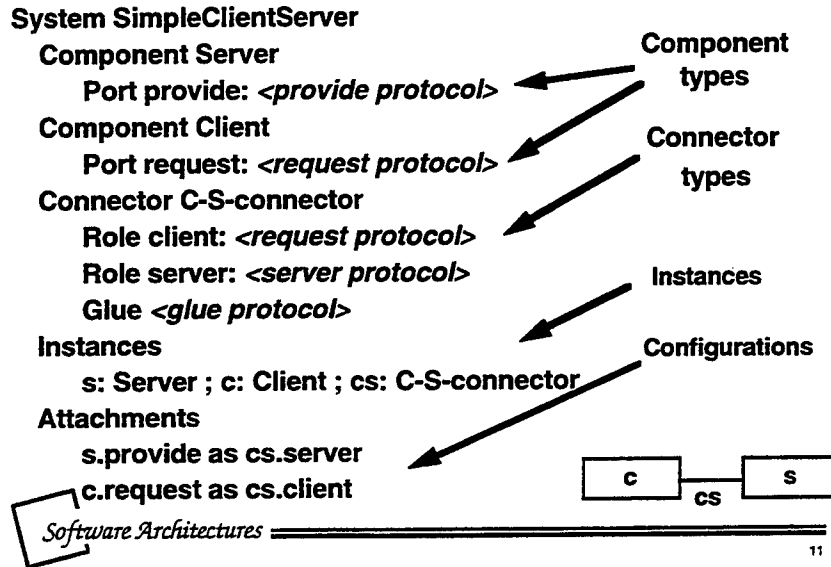 System SimpleClientServer
Component Server
Port provide: <provide protocol>
Component Client
Port request: <request protocol>
Connector C-S-connector
Role client: <request protocol>
Role server: <server protocol>
Glue <glue protocol>
Instances
s: Server ; c: Client ; cs: C-S-connector
Attachments
s.provide as cs.server
c.request as cs.client
Component
types
Connector
types
Instances
Configurations
c
cs
s
Software Architectures
11